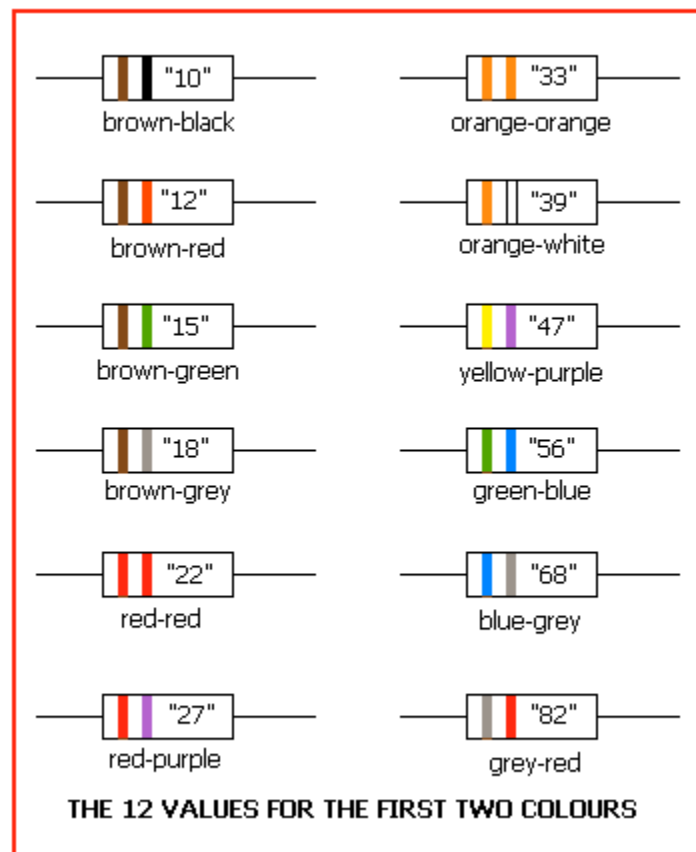 "10"
brown-black
"12"
brown-red
"15"
brown-green
"18"
brown-grey
"22"
red-red
"27"
red-purple
"33"
orange-orange
"39"
orange-white
"47"
yellow-purple
"56"
green-blue
"68"
blue-grey
"82"
grey-red
THE 12 VALUES FOR THE FIRST TWO COLOURS